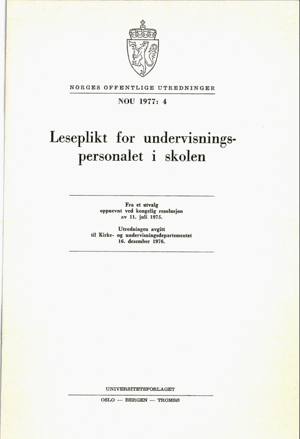 NORGES OFFENTLIGE UTREDNINGER
NOU 1977: 4
Leseplikt for undervisnings-
personalet i skolen
Fra et utvalg
oppnevnt ved kongelig resolusjon
av 11. juli 1975.
Utredningen avgitt
til Kirke- og undervisningsdepartementet
16. desember 1976.
UNIVERSITETSFORLAGET
OSLO — BERGEN — TROMSØ